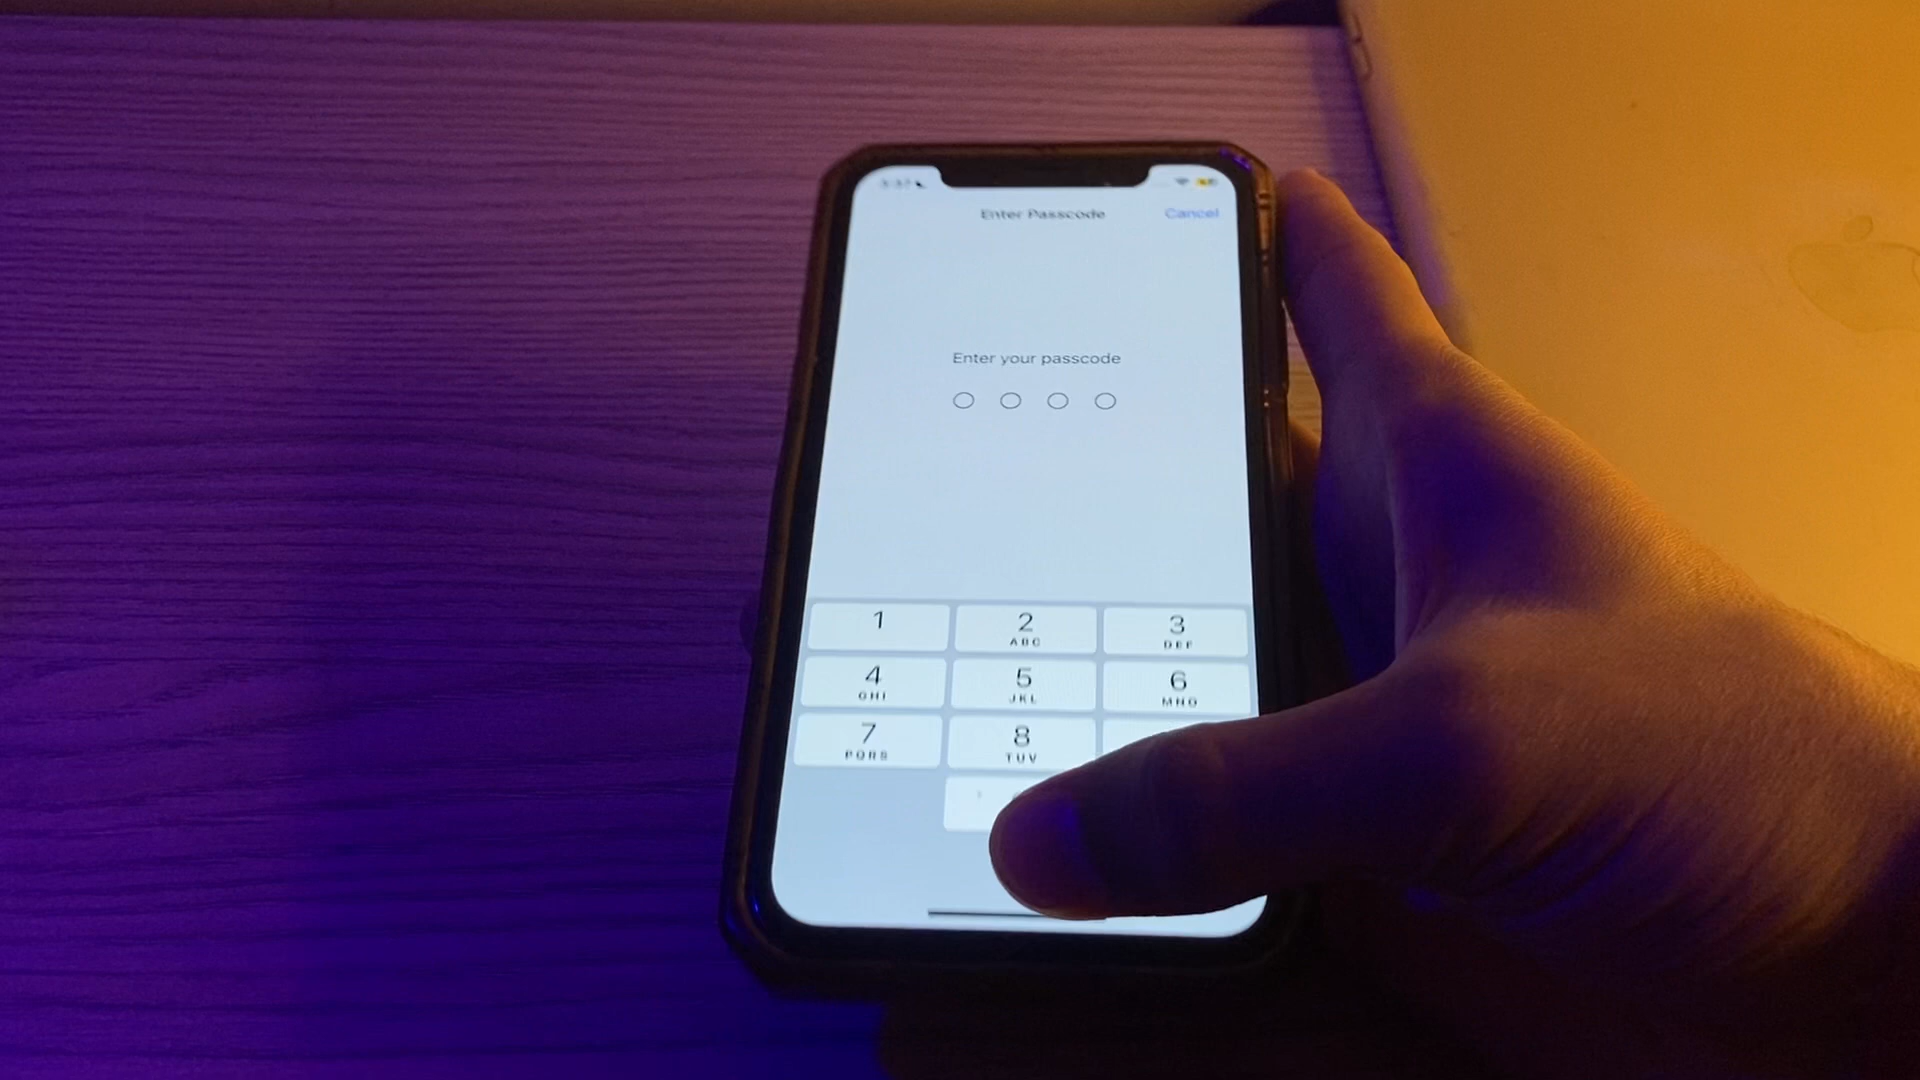 Enter Passcode
Cancel
Enter your passcode
1
2
ABC
3
DEF
4
GHI
5
JKL
6
MNO
7
PQRS
8
TUV